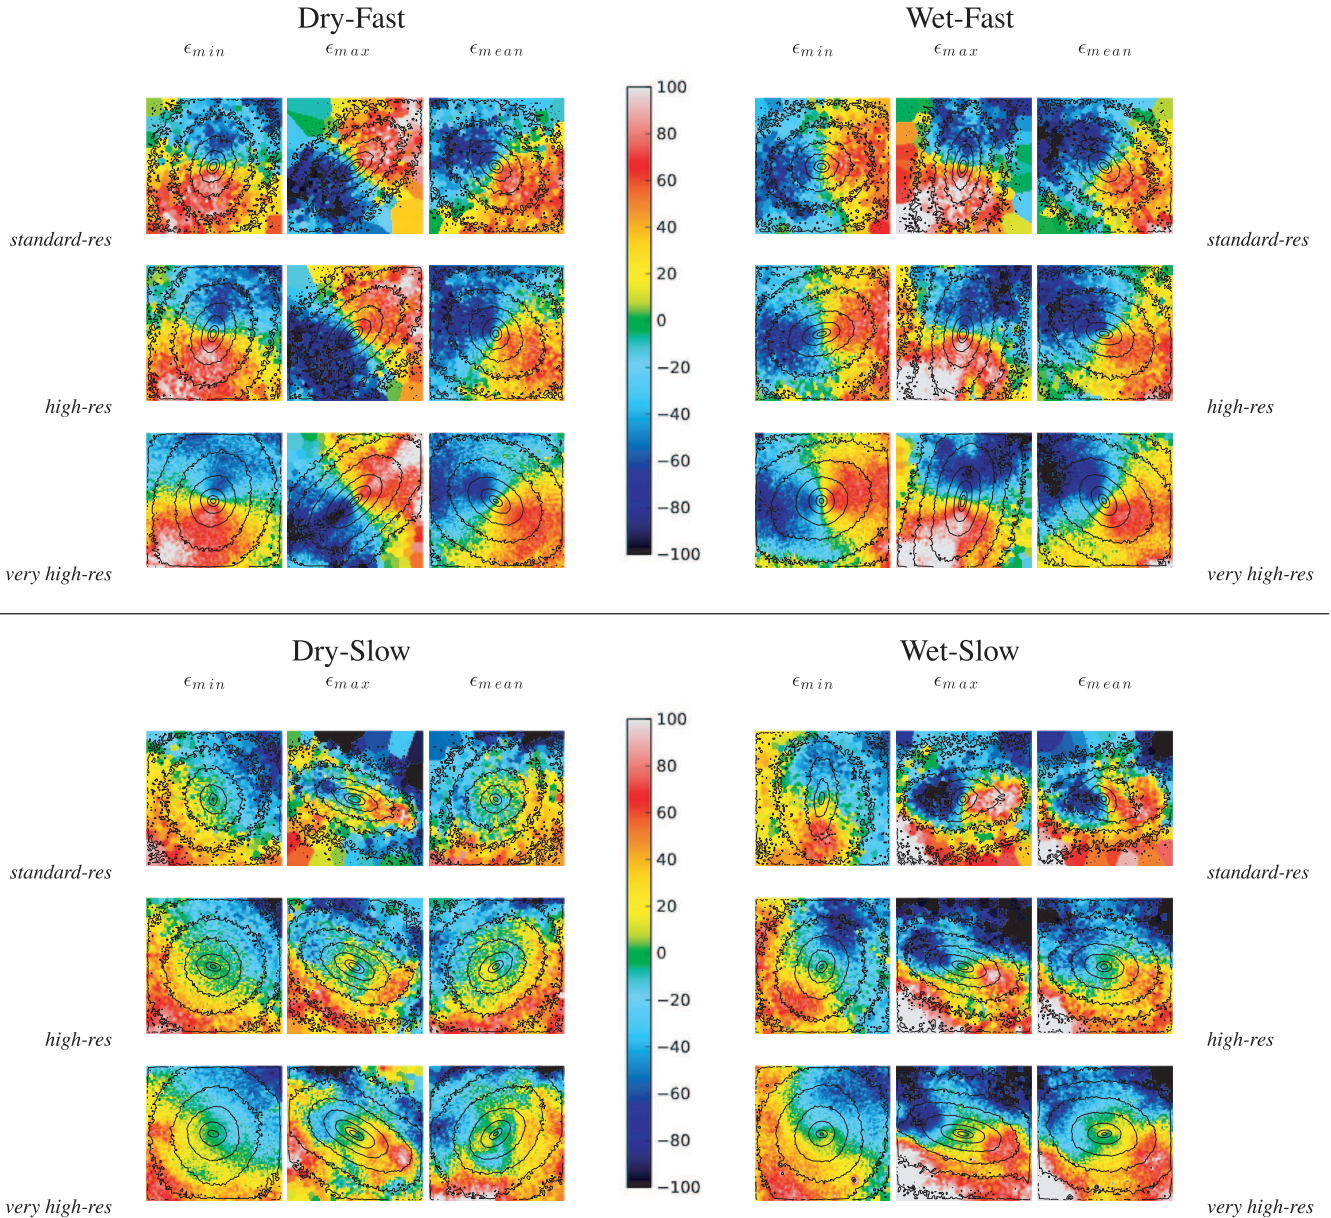 Dry-Fast
Wet-Fast
ϵmin ϵmax ϵmean
ϵmin ϵmax ϵmean
100
80
60
40
20
0
−20
−40
−60
−80
−100
standard-res
standard-res
high-res
high-res
very high-res
very high-res
Dry-Slow
Wet-Slow
ϵmin ϵmax ϵmean
ϵmin ϵmax ϵmean
100
80
60
40
20
0
−20
−40
−60
−80
−100
standard-res
standard-res
high-res
high-res
very high-res
very high-res